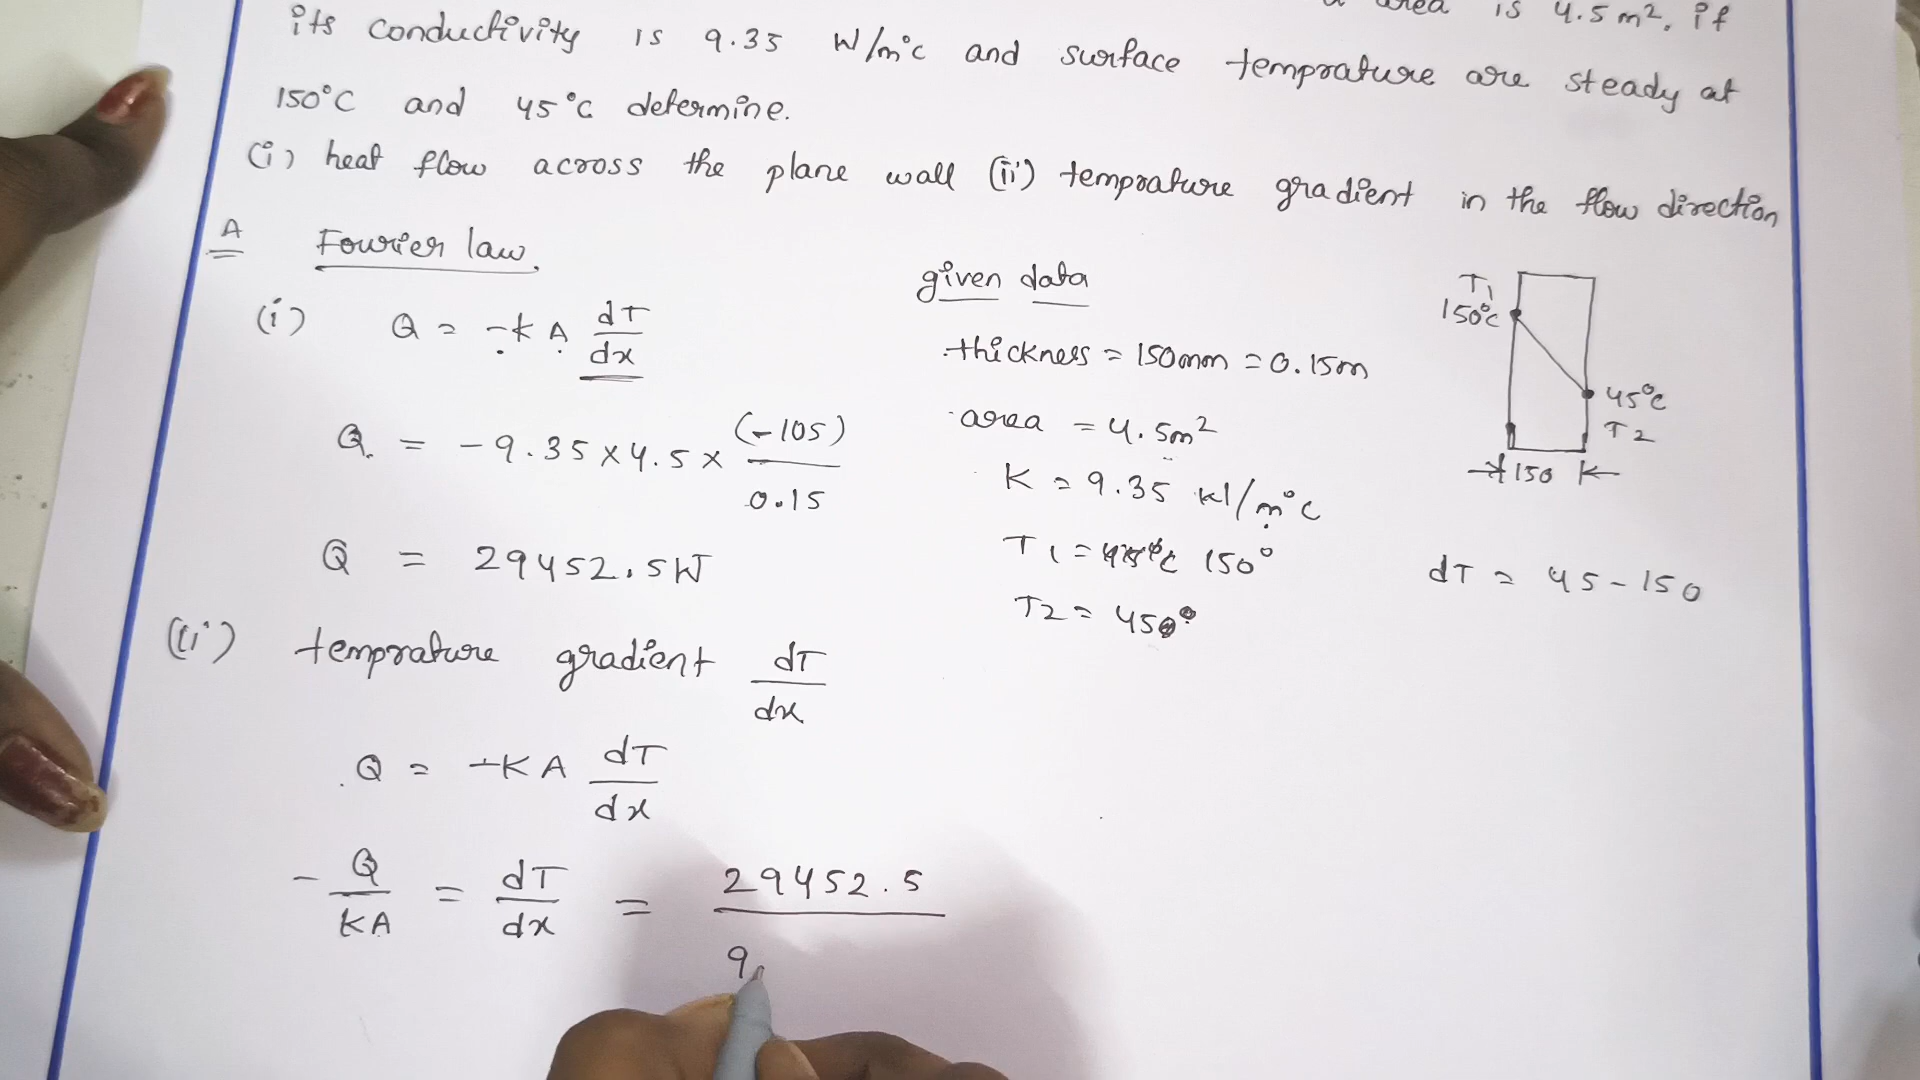 area is 4.5m², if
its conductivity is 9.35 W/m°c and surface temprature are steady at
150°C and 45°c determine.
(i) heat flow across the plane wall (ii) temprature gradient in the flow direction
A Fourier law.
given data
(i) Q = -k A dT/dx
thickness = 150mm = 0.15m
area = 4.5m²
Q. = -9.35 x 4.5 x (-105)/0.15
K = 9.35 W/m°c
Q = 29452.5W
T1 = 150°
T2 = 45°
T1
150°c
45°c
T2
150
dT = 45-150
(ii) temprature gradient dT/dx
Q = -KA dT/dx
- Q/KA = dT/dx = 29452.5/9.